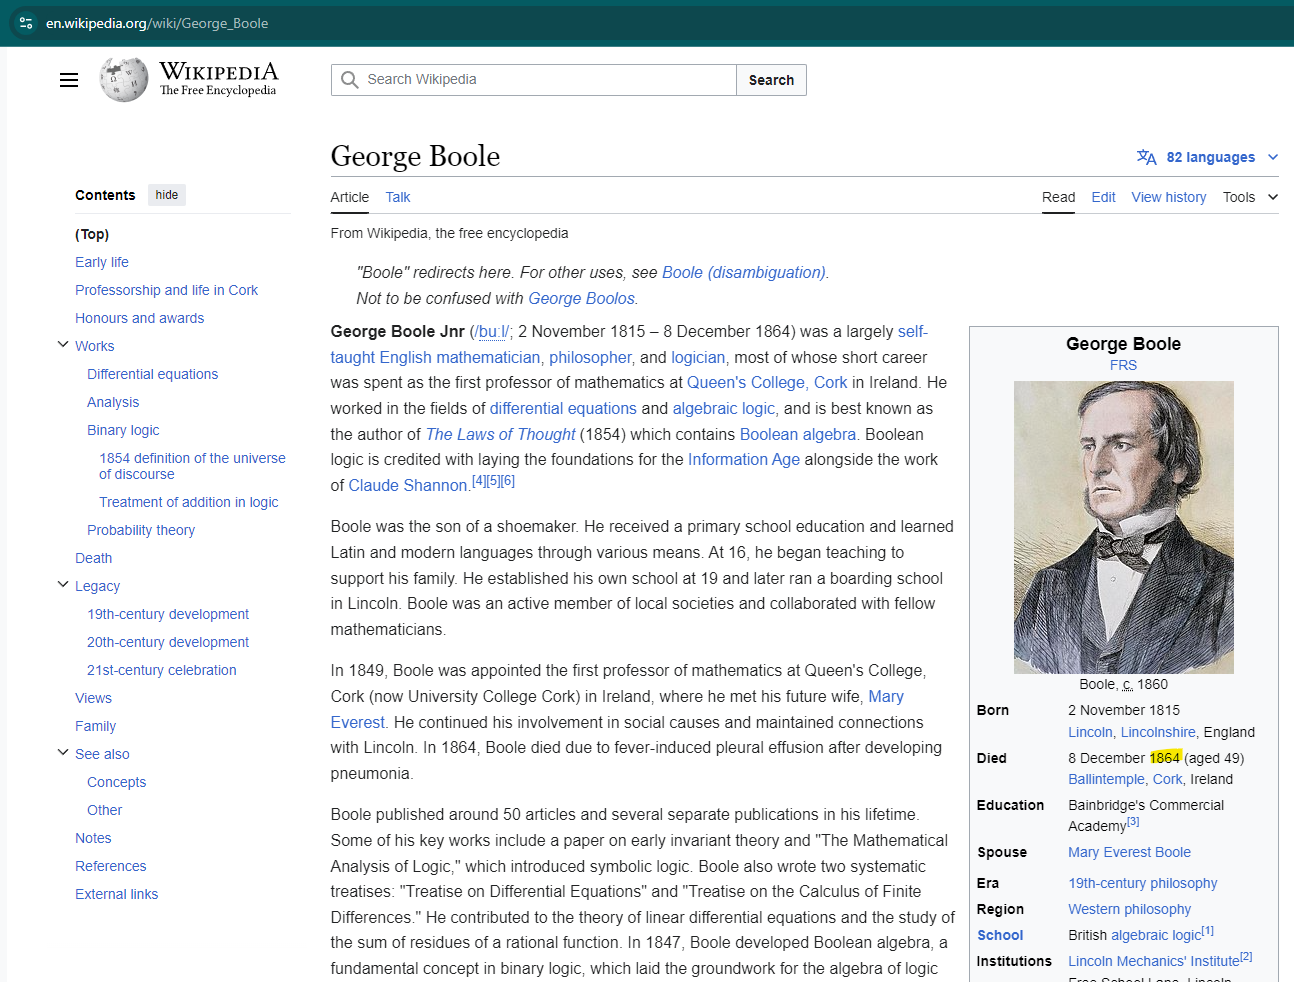 en.wikipedia.org/wiki/George_Boole
WIKIPEDIA
The Free Encyclopedia
Search Wikipedia
Search
George Boole
82 languages
Contents hide
(Top)
Early life
Professorship and life in Cork
Honours and awards
Works
Differential equations
Analysis
Binary logic
1854 definition of the universe
of discourse
Treatment of addition in logic
Probability theory
Death
Legacy
19th-century development
20th-century development
21st-century celebration
Views
Family
See also
Concepts
Other
Notes
References
External links
Article Talk
Read Edit View history Tools
From Wikipedia, the free encyclopedia
"Boole" redirects here. For other uses, see Boole (disambiguation).
Not to be confused with George Boolos.
George Boole Jnr (/buːl/; 2 November 1815 – 8 December 1864) was a largely self-
taught English mathematician, philosopher, and logician, most of whose short career
was spent as the first professor of mathematics at Queen's College, Cork in Ireland. He
worked in the fields of differential equations and algebraic logic, and is best known as
the author of The Laws of Thought (1854) which contains Boolean algebra. Boolean
logic is credited with laying the foundations for the Information Age alongside the work
of Claude Shannon.[4][5][6]
Boole was the son of a shoemaker. He received a primary school education and learned
Latin and modern languages through various means. At 16, he began teaching to
support his family. He established his own school at 19 and later ran a boarding school
in Lincoln. Boole was an active member of local societies and collaborated with fellow
mathematicians.
In 1849, Boole was appointed the first professor of mathematics at Queen's College,
Cork (now University College Cork) in Ireland, where he met his future wife, Mary
Everest. He continued his involvement in social causes and maintained connections
with Lincoln. In 1864, Boole died due to fever-induced pleural effusion after developing
pneumonia.
Boole published around 50 articles and several separate publications in his lifetime.
Some of his key works include a paper on early invariant theory and "The Mathematical
Analysis of Logic," which introduced symbolic logic. Boole also wrote two systematic
treatises: "Treatise on Differential Equations" and "Treatise on the Calculus of Finite
Differences." He contributed to the theory of linear differential equations and the study of
the sum of residues of a rational function. In 1847, Boole developed Boolean algebra, a
fundamental concept in binary logic, which laid the groundwork for the algebra of logic
George Boole
FRS
Boole, c. 1860
Born 2 November 1815
Lincoln, Lincolnshire, England
Died 8 December 1864 (aged 49)
Ballintemple, Cork, Ireland
Education Bainbridge's Commercial
Academy[3]
Spouse Mary Everest Boole
Era 19th-century philosophy
Region Western philosophy
School British algebraic logic[1]
Institutions Lincoln Mechanics' Institute[2]
Free School Lane, Lincoln